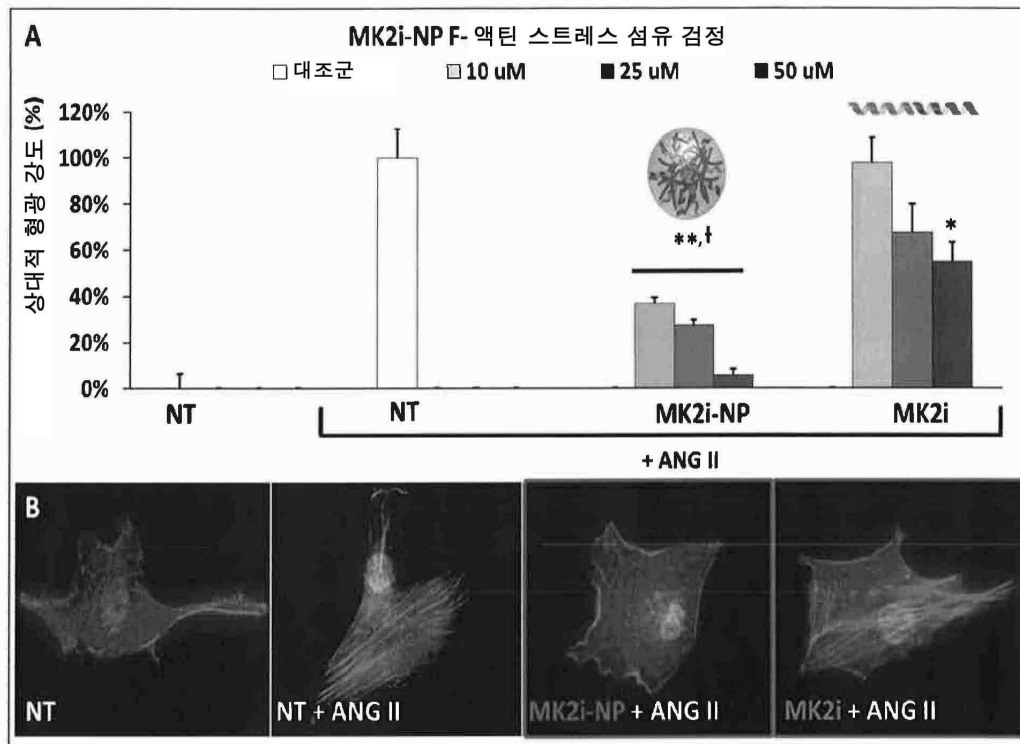 A
MK2i-NP F- 액틴 스트레스 섬유 검정
대조군 10 uM 25 uM 50 uM
상대적 형광 강도 (%)
120%
100%
80%
60%
40%
20%
0%
**,†
*
NT NT MK2i-NP MK2i
+ ANG II
B
NT NT + ANG II MK2i-NP + ANG II MK2i + ANG II